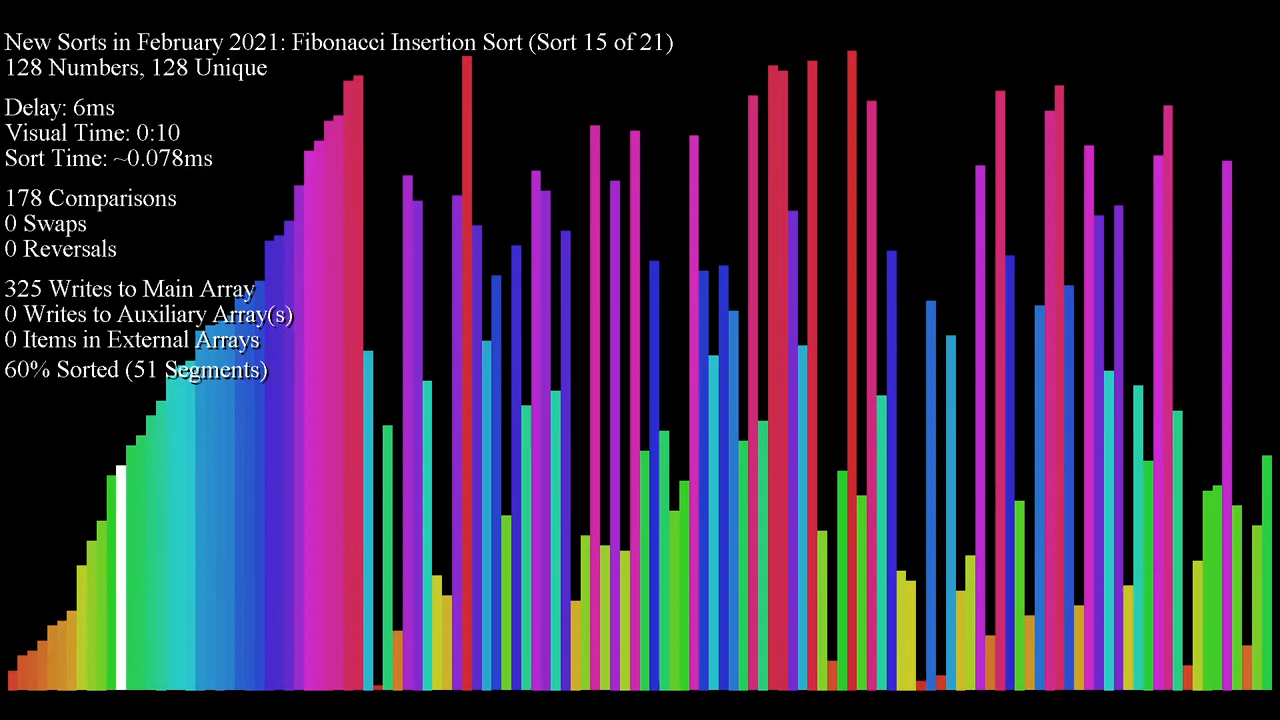 New Sorts in February 2021: Fibonacci Insertion Sort (Sort 15 of 21)
128 Numbers, 128 Unique
Delay: 6ms
Visual Time: 0:10
Sort Time: ~0.078ms
178 Comparisons
0 Swaps
0 Reversals
325 Writes to Main Array
0 Writes to Auxiliary Array(s)
0 Items in External Arrays
60% Sorted (51 Segments)